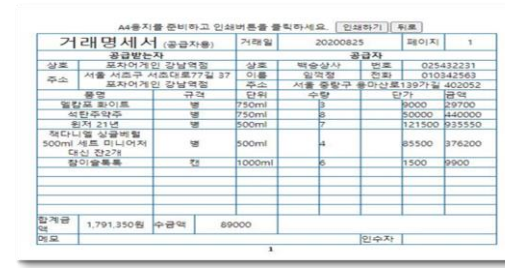 A4용지를 준비하고 인쇄버튼을 클릭하세요. 인쇄하기 뒤로
거래명세서 (공급자용) 거래일 20200825 페이지 1
공급받는자 공급자
상호 포차어게인 강남역점 상호 백승상사 번호 025432231
주소 서울 서초구 서초대로77길 37 이름 임꺽정 전화 010342563
포차어게인 강남역점 주소 서울 중랑구 용마산로139가길 402052
품명 규격 단위 수량 단가 금액
멜캄포 화이트 병 750ml 3 9000 29700
석탄주약주 병 750ml 8 50000 440000
윈저 21년 병 500ml 7 121500 935550
잭다니엘 싱글베럴
500ml 세트 미니어처 병 500ml 4 85500 376200
대신 잔2개
참이슬톡톡 캔 1000ml 6 1500 9900
합계금액 1,791,350원 수금액 89000
메모 인수자
1